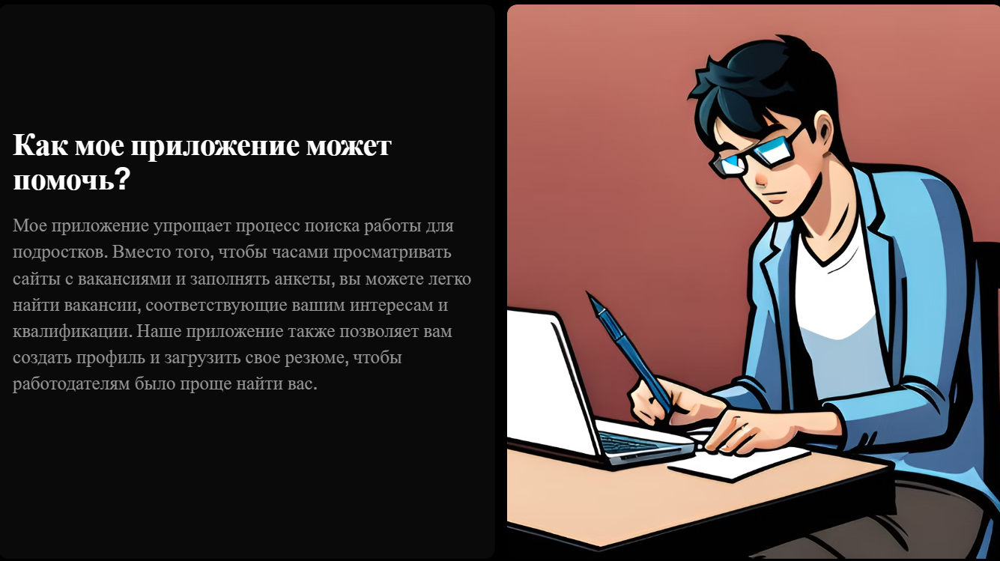 Как мое приложение может
помочь?
Мое приложение упрощает процесс поиска работы для
подростков. Вместо того, чтобы часами просматривать
сайты с вакансиями и заполнять анкеты, вы можете легко
найти вакансии, соответствующие вашим интересам и
квалификации. Наше приложение также позволяет вам
создать профиль и загрузить свое резюме, чтобы
работодателям было проще найти вас.